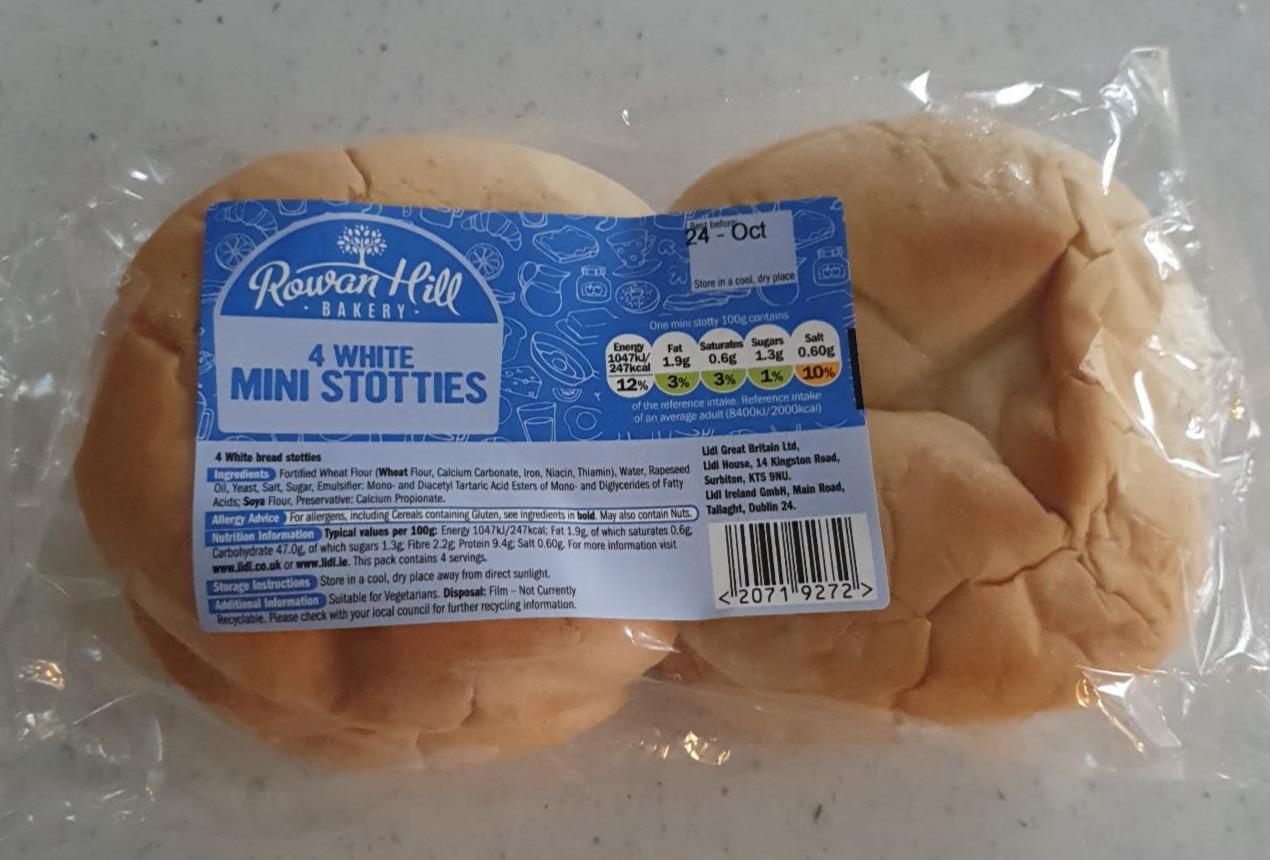 Rowan Hill
· BAKERY ·
4 WHITE
MINI STOTTIES
Best before:
24 - Oct
Store in a cool, dry place
One mini stotty 100g contains
Energy 1047kJ/ 247kcal 12%
Fat 1.9g 3%
Saturates 0.6g 3%
Sugars 1.3g 1%
Salt 0.60g 10%
of the reference intake. Reference intake
of an average adult (8400kJ/2000kcal)
4 White bread stotties
Ingredients Fortified Wheat Flour (Wheat Flour, Calcium Carbonate, Iron, Niacin, Thiamin), Water, Rapeseed
Oil, Yeast, Salt, Sugar, Emulsifier: Mono- and Diacetyl Tartaric Acid Esters of Mono- and Diglycerides of Fatty
Acids; Soya Flour, Preservative: Calcium Propionate.
Allergy Advice For allergens, including Cereals containing Gluten, see ingredients in bold. May also contain Nuts.
Nutrition Information Typical values per 100g: Energy 1047kJ/247kcal; Fat 1.9g, of which saturates 0.6g;
Carbohydrate 47.0g, of which sugars 1.3g; Fibre 2.2g; Protein 9.4g; Salt 0.60g. For more information visit
www.lidl.co.uk or www.lidl.ie. This pack contains 4 servings.
Storage Instructions Store in a cool, dry place away from direct sunlight.
Additional Information Suitable for Vegetarians. Disposal: Film - Not Currently
Recyclable. Please check with your local council for further recycling information.
Lidl Great Britain Ltd,
Lidl House, 14 Kingston Road,
Surbiton, KT5 9NU.
Lidl Ireland GmbH, Main Road,
Tallaght, Dublin 24.
<2071 9272>